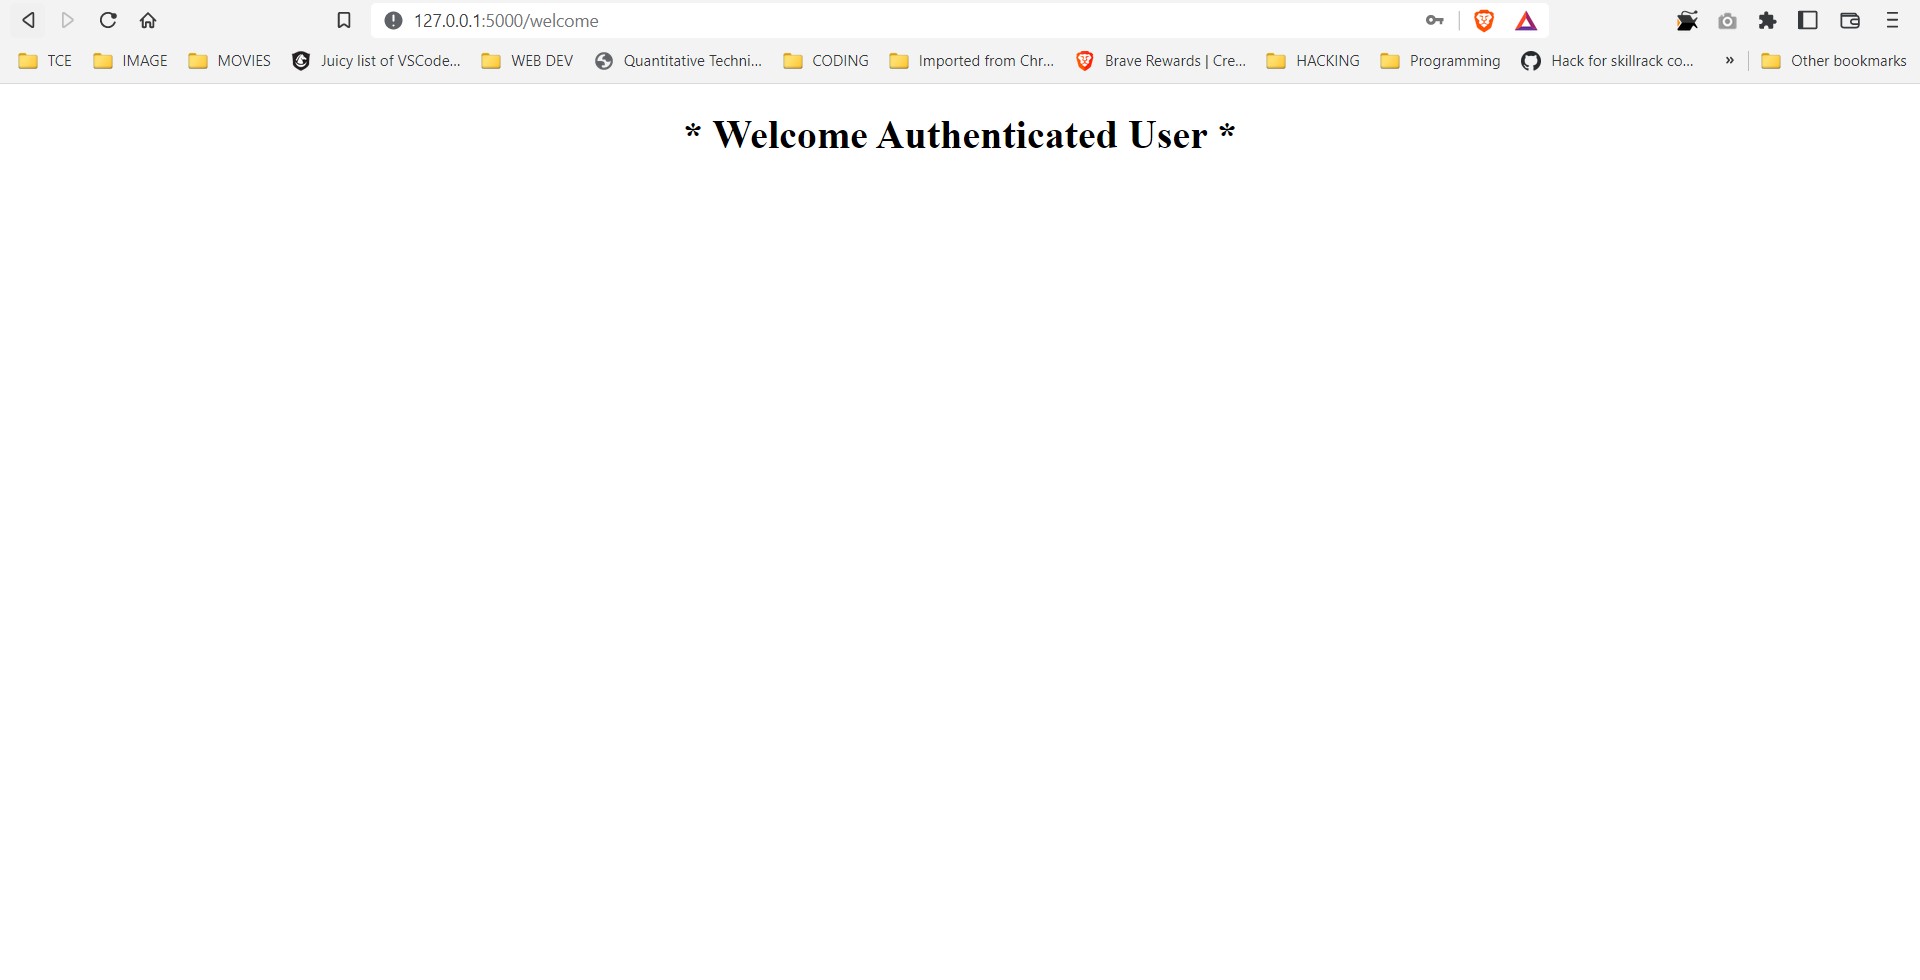 127.0.0.1:5000/welcome
TCE IMAGE MOVIES Juicy list of VSCode... WEB DEV Quantitative Techni... CODING Imported from Chr... Brave Rewards | Cre... HACKING Programming Hack for skillrack co... » Other bookmarks
* Welcome Authenticated User *